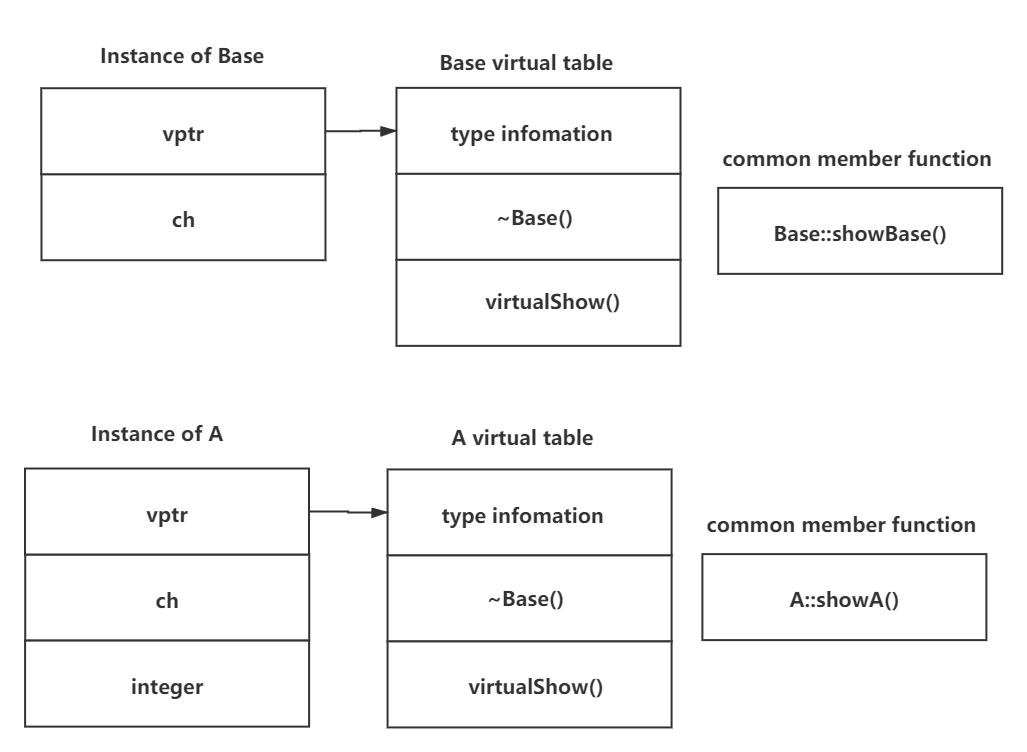 Instance of Base
Base virtual table
vptr
type infomation
common member function
ch
~Base()
Base::showBase()
virtualShow()
Instance of A
A virtual table
vptr
type infomation
common member function
ch
~Base()
A::showA()
integer
virtualShow()